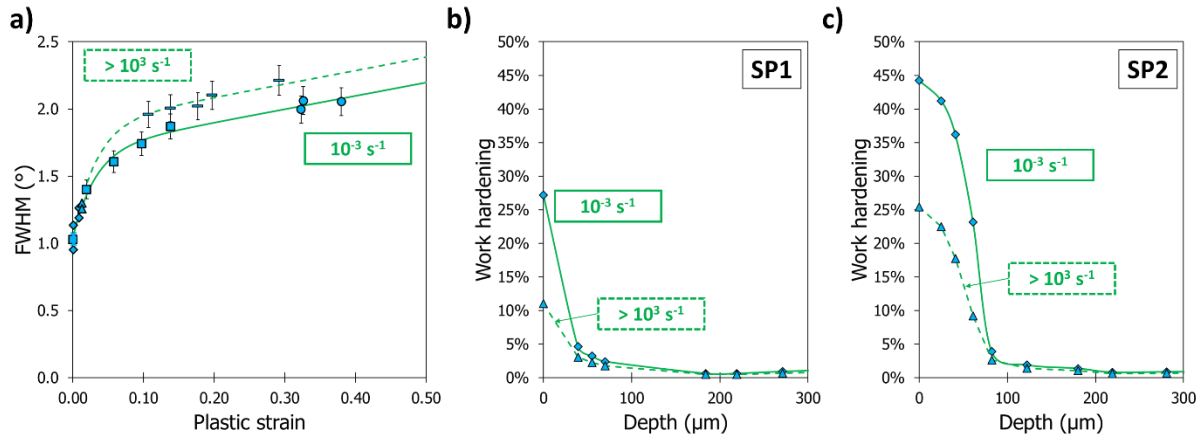 a)
FWHM (°)
2.5
2.0
1.5
1.0
0.5
0.0
> 10³ s⁻¹
10⁻³ s⁻¹
0.00
0.10
0.20
0.30
0.40
0.50
Plastic strain
b)
Work hardening
50%
45%
40%
35%
30%
25%
20%
15%
10%
5%
0%
SP1
10⁻³ s⁻¹
> 10³ s⁻¹
0
100
200
300
Depth (µm)
c)
Work hardening
50%
45%
40%
35%
30%
25%
20%
15%
10%
5%
0%
SP2
10⁻³ s⁻¹
> 10³ s⁻¹
0
100
200
300
Depth (µm)